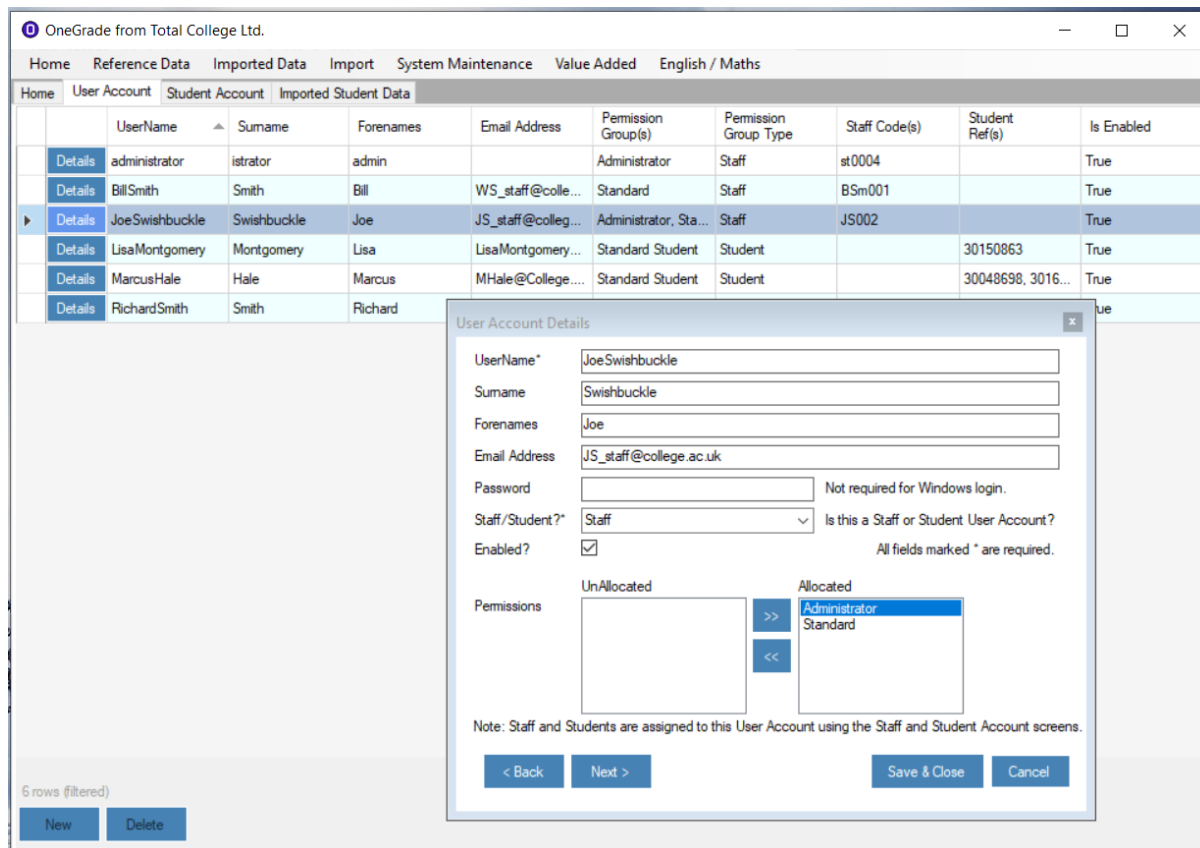 OneGrade from Total College Ltd.
Home Reference Data Imported Data Import System Maintenance Value Added English / Maths
Home User Account Student Account Imported Student Data
UserName Surname Forenames Email Address Permission Group(s) Permission Group Type Staff Code(s) Student Ref(s) Is Enabled
Details administrator istrator admin Administrator Staff st0004 True
Details BillSmith Smith Bill WS_staff@colle... Standard Staff BSm001 True
Details JoeSwishbuckle Swishbuckle Joe JS_staff@colleg... Administrator, Sta... Staff JS002 True
Details LisaMontgomery Montgomery Lisa LisaMontgomery... Standard Student Student 30150863 True
Details MarcusHale Hale Marcus MHale@College.... Standard Student Student 30048698, 3016... True
Details RichardSmith Smith Richard rue
User Account Details x
UserName* JoeSwishbuckle
Surname Swishbuckle
Forenames Joe
Email Address JS_staff@college.ac.uk
Password Not required for Windows login.
Staff/Student?* Staff Is this a Staff or Student User Account?
Enabled? All fields marked * are required.
UnAllocated Allocated
Permissions >> Administrator
Standard
<<
Note: Staff and Students are assigned to this User Account using the Staff and Student Account screens.
< Back Next > Save & Close Cancel
6 rows (filtered)
New Delete